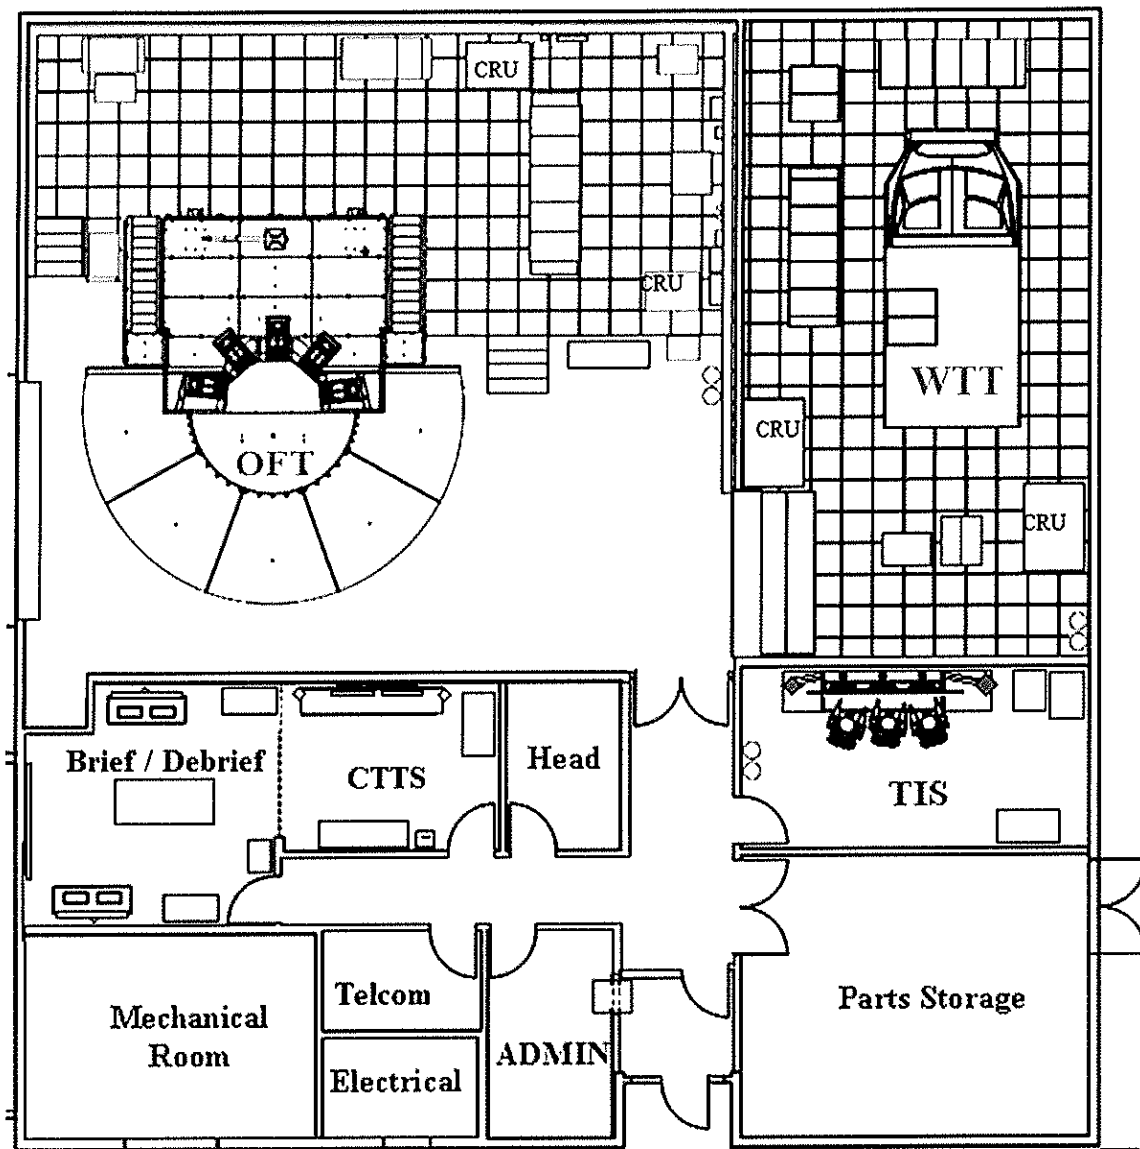 CRU
CRU
WTT
CRU
OFT
CRU
Brief / Debrief
CTTS
Head
TIS
Telcom
Parts Storage
Mechanical
Room
ADMIN
Electrical